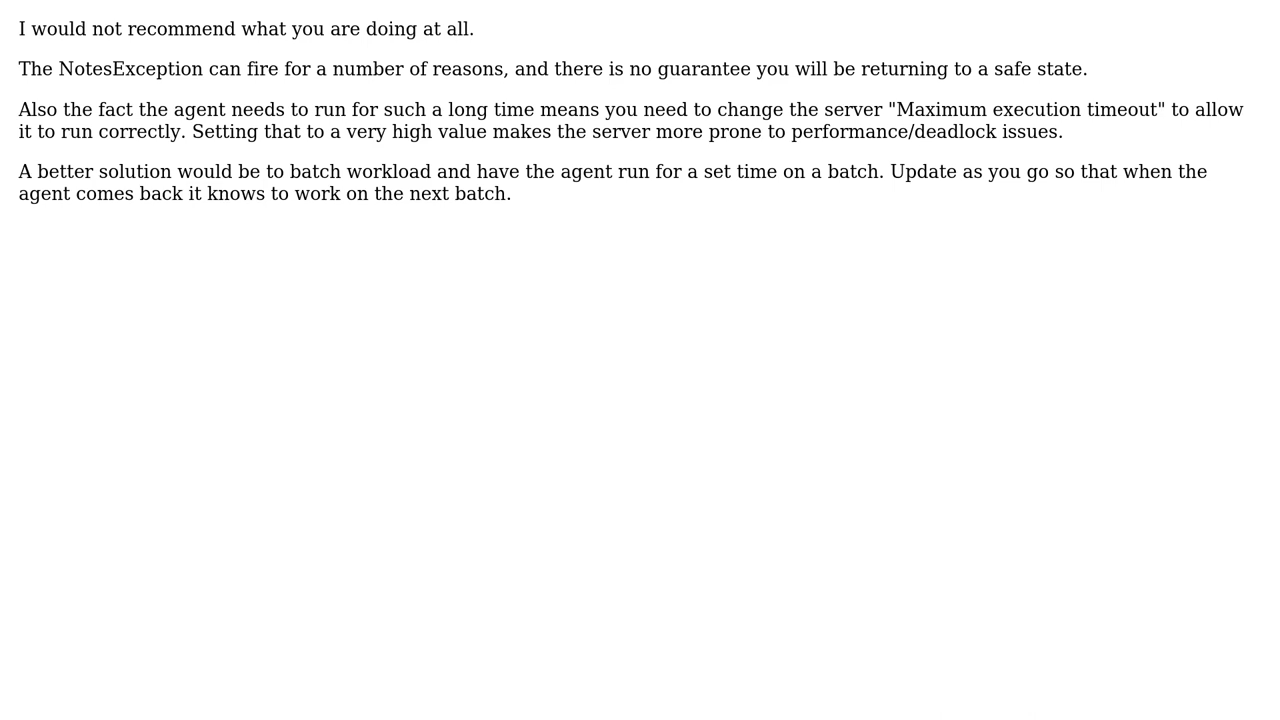 I would not recommend what you are doing at all.
The NotesException can fire for a number of reasons, and there is no guarantee you will be returning to a safe state.
Also the fact the agent needs to run for such a long time means you need to change the server "Maximum execution timeout" to allow
it to run correctly. Setting that to a very high value makes the server more prone to performance/deadlock issues.
A better solution would be to batch workload and have the agent run for a set time on a batch. Update as you go so that when the
agent comes back it knows to work on the next batch.